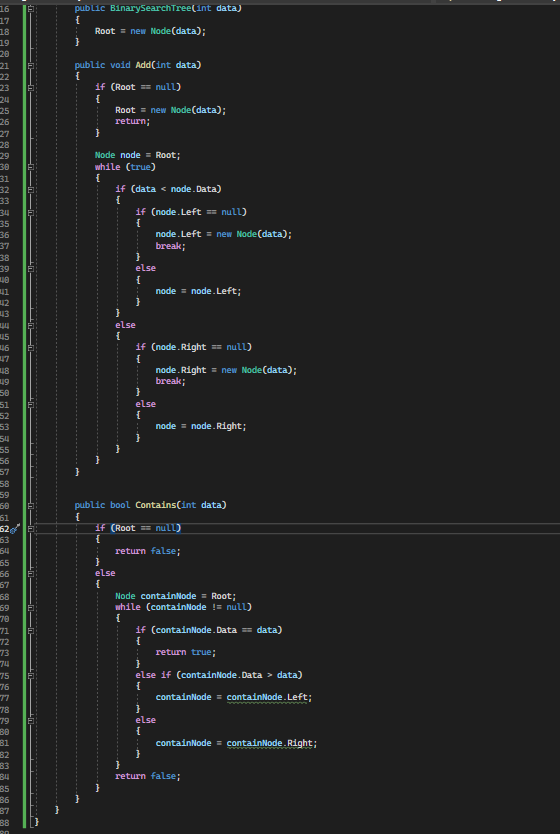 16 public BinarySearchTree(int data)
17 {
18 Root = new Node(data);
19 }
20
21 public void Add(int data)
22 {
23 if (Root == null)
24 {
25 Root = new Node(data);
26 return;
27 }
28
29 Node node = Root;
30 while (true)
31 {
32 if (data < node.Data)
33 {
34 if (node.Left == null)
35 {
36 node.Left = new Node(data);
37 break;
38 }
39 else
40 {
41 node = node.Left;
42 }
43 }
44 else
45 {
46 if (node.Right == null)
47 {
48 node.Right = new Node(data);
49 break;
50 }
51 else
52 {
53 node = node.Right;
54 }
55 }
56 }
57 }
58
59
60 public bool Contains(int data)
61 {
62 if (Root == null)
63 {
64 return false;
65 }
66 else
67 {
68 Node containNode = Root;
69 while (containNode != null)
70 {
71 if (containNode.Data == data)
72 {
73 return true;
74 }
75 else if (containNode.Data > data)
76 {
77 containNode = containNode.Left;
78 }
79 else
80 {
81 containNode = containNode.Right;
82 }
83 }
84 return false;
85 }
86 }
87 }
88 }